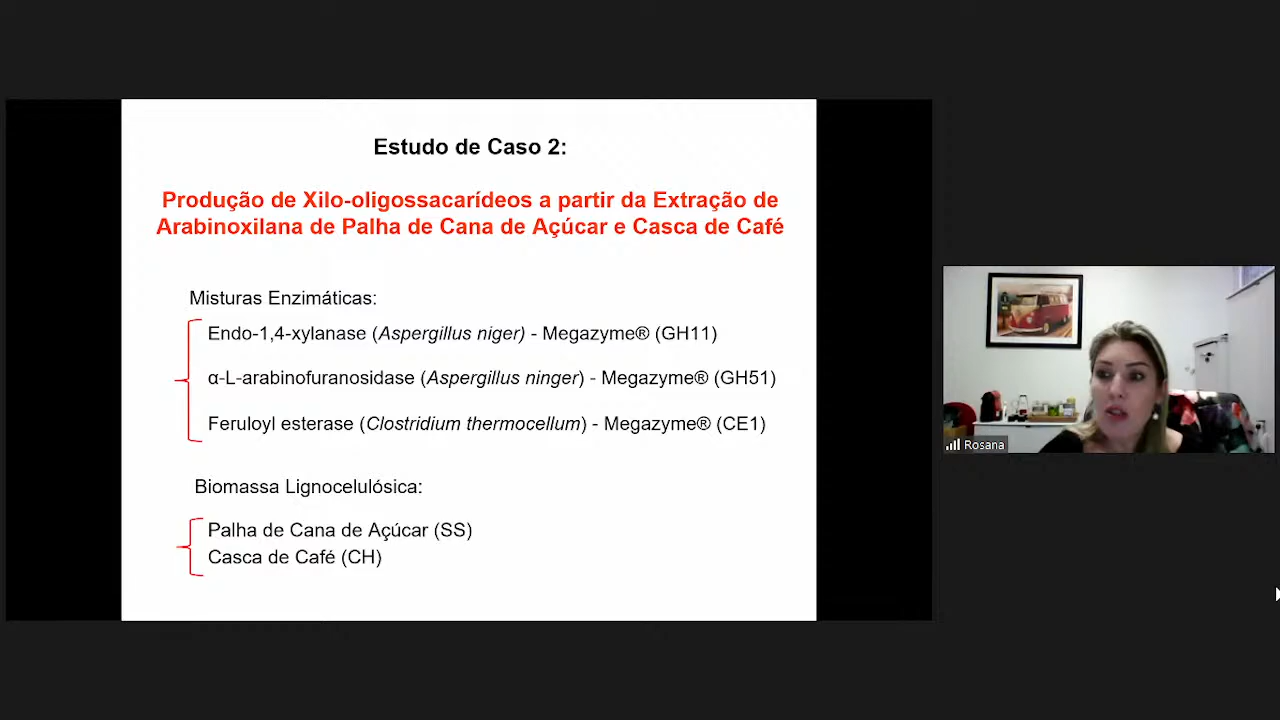 Estudo de Caso 2:
Produção de Xilo-oligossacarídeos a partir da Extração de
Arabinoxilana de Palha de Cana de Açúcar e Casca de Café
Misturas Enzimáticas:
Endo-1,4-xylanase (Aspergillus niger) - Megazyme® (GH11)
α-L-arabinofuranosidase (Aspergillus ninger) - Megazyme® (GH51)
Feruloyl esterase (Clostridium thermocellum) - Megazyme® (CE1)
Biomassa Lignocelulósica:
Palha de Cana de Açúcar (SS)
Casca de Café (CH)
Rosana